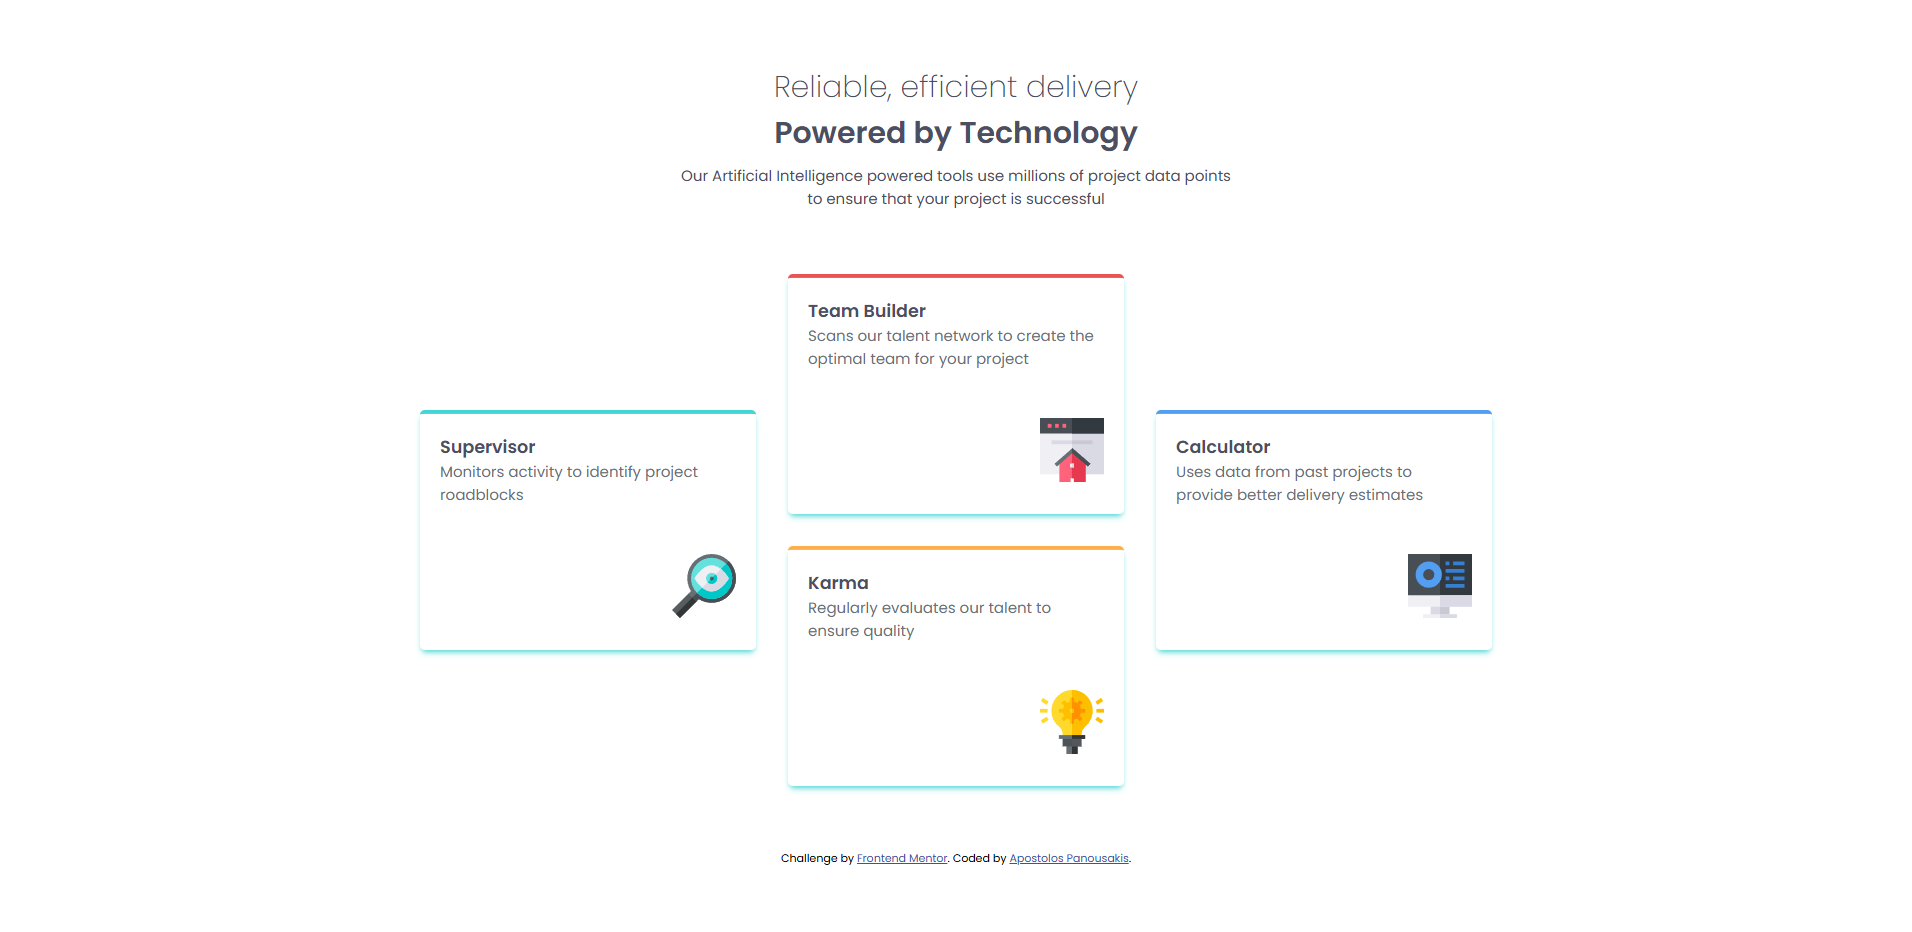 Reliable, efficient delivery
Powered by Technology
Our Artificial Intelligence powered tools use millions of project data points
to ensure that your project is successful
Supervisor
Monitors activity to identify project
roadblocks
Team Builder
Scans our talent network to create the
optimal team for your project
Karma
Regularly evaluates our talent to
ensure quality
Calculator
Uses data from past projects to
provide better delivery estimates
Challenge by Frontend Mentor. Coded by Apostolos Panousakis.